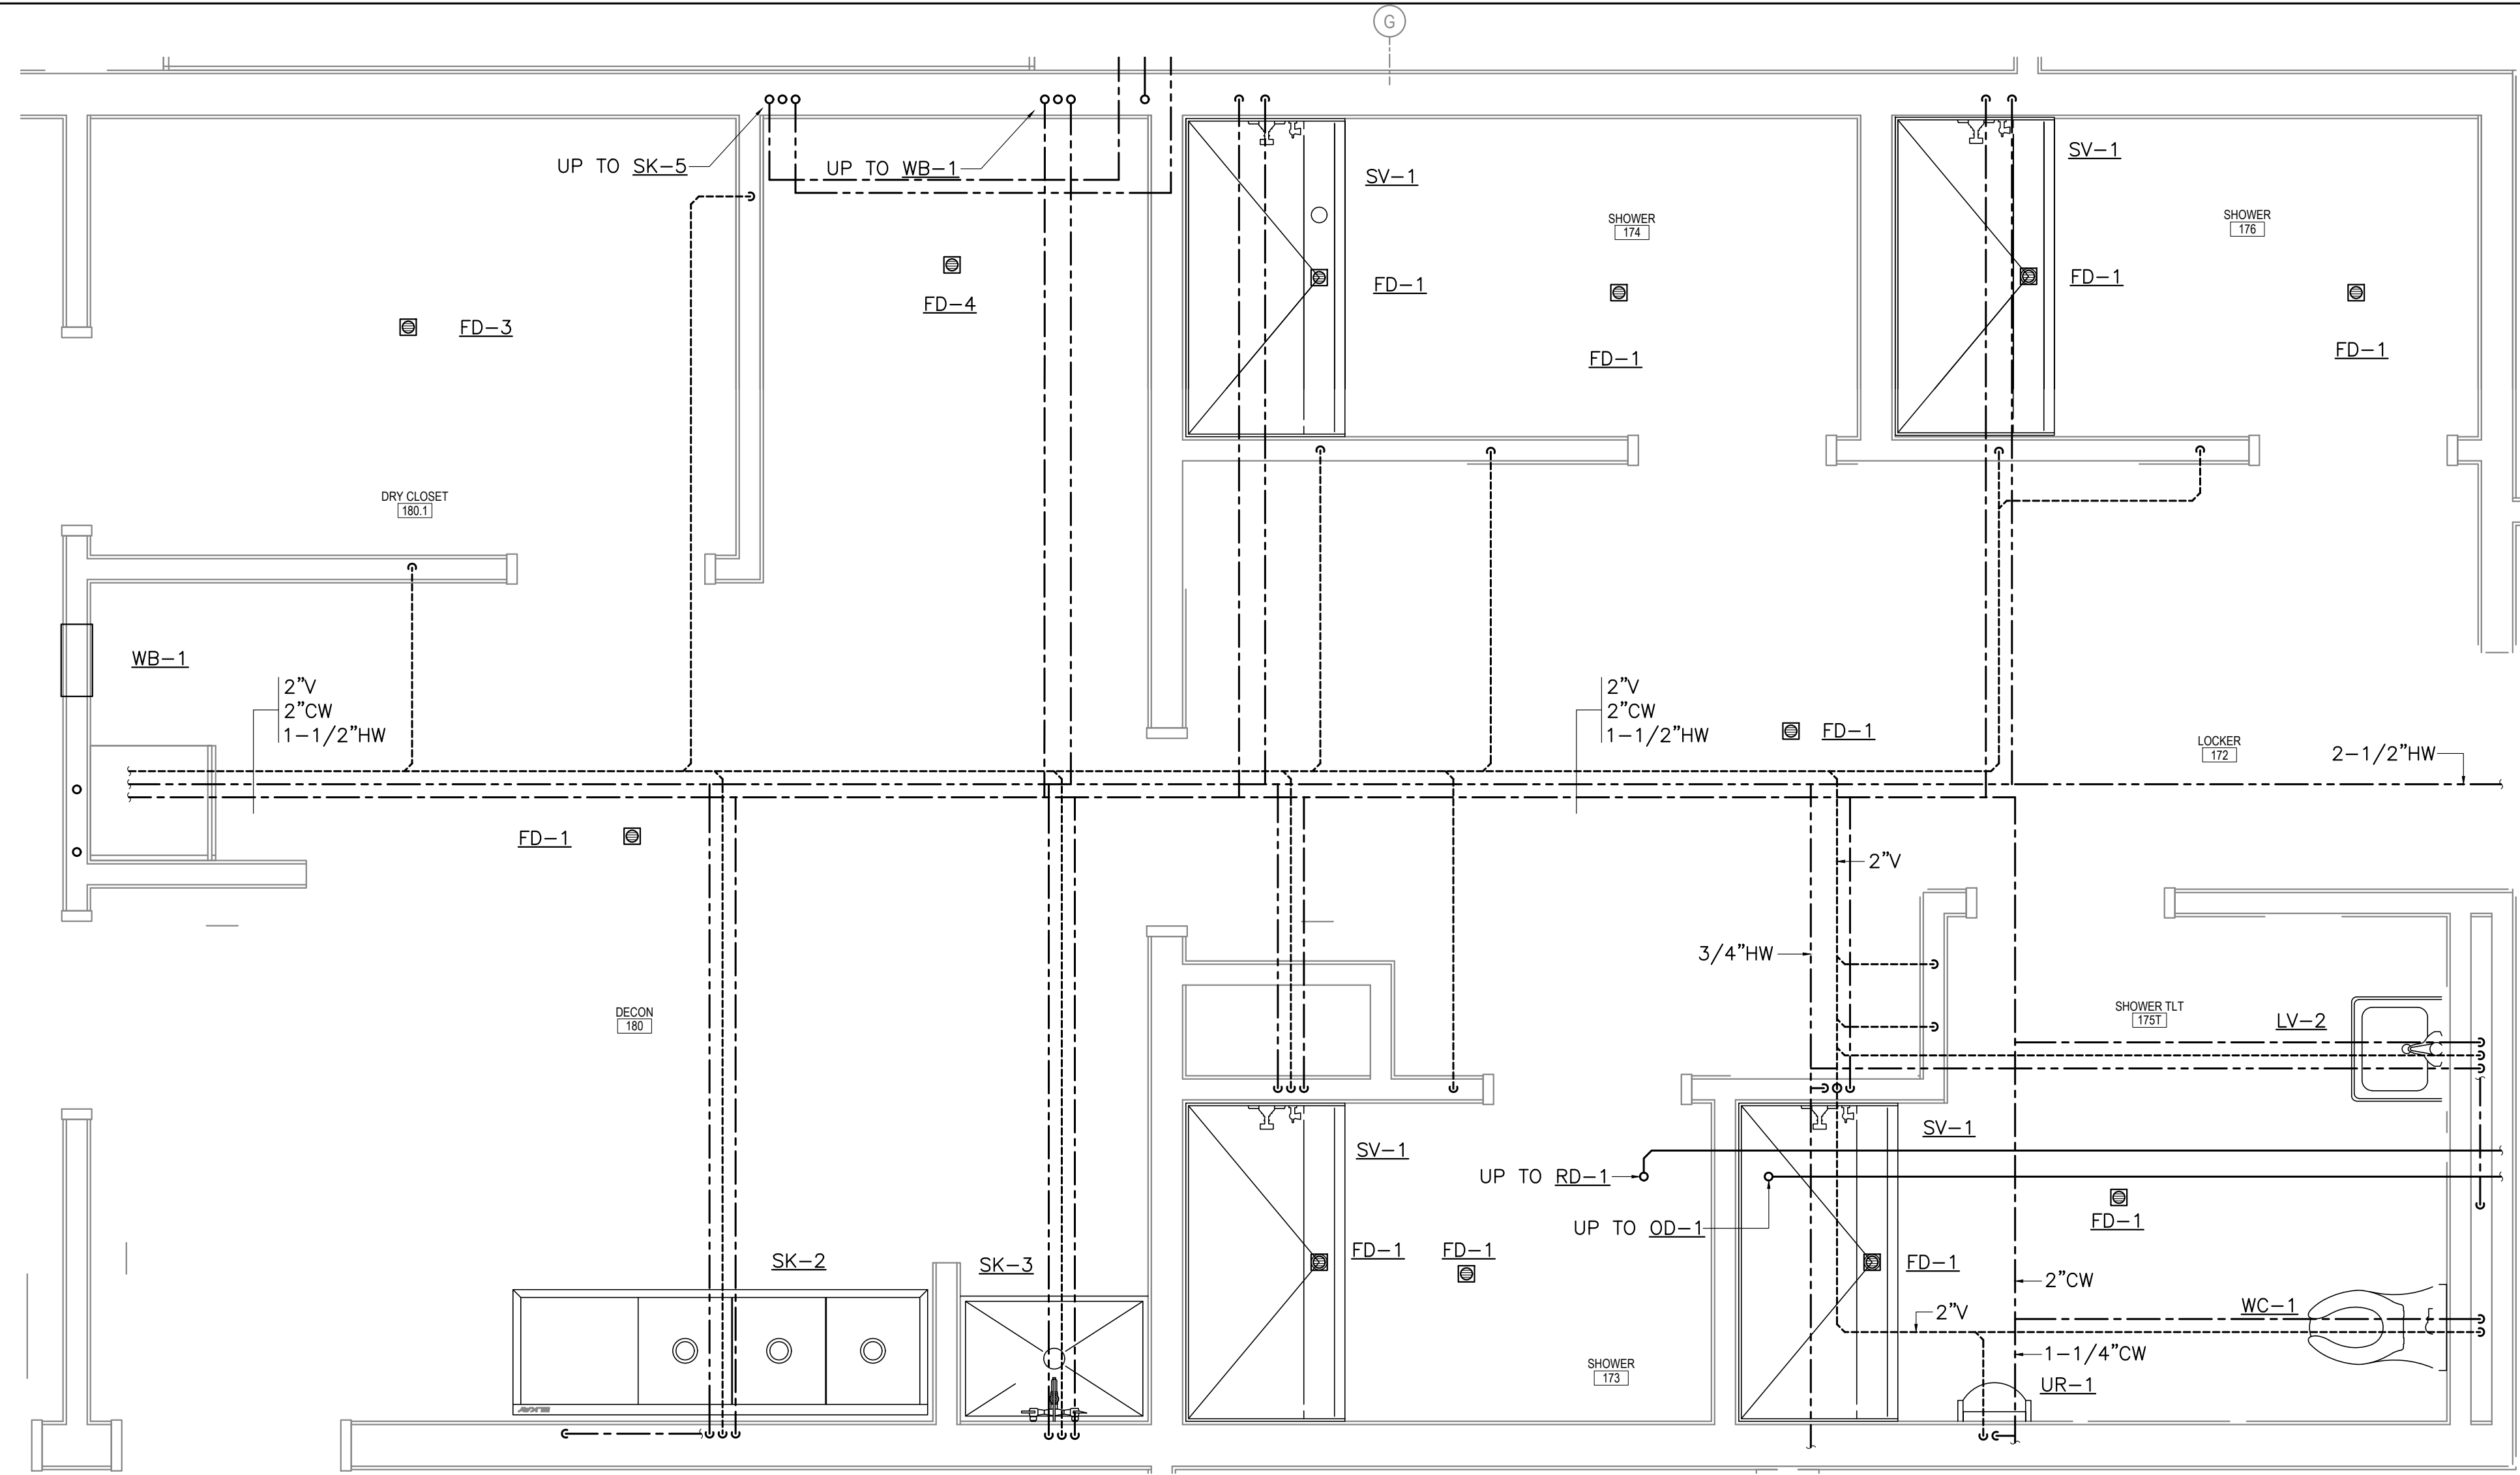 G
UP TO SK-5
UP TO WB-1
SV-1
SHOWER
174
FD-1
FD-1
SV-1
SHOWER
176
FD-1
FD-1
FD-4
FD-3
DRY CLOSET
180.1
WB-1
2"V
2"CW
1-1/2"HW
2"V
2"CW
1-1/2"HW
FD-1
LOCKER
172
2-1/2"HW
FD-1
2"V
3/4"HW
DECON
180
SHOWER TLT
175T
LV-2
SV-1
SV-1
UP TO RD-1
UP TO OD-1
FD-1
SK-2
SK-3
FD-1
FD-1
FD-1
2"CW
2"V
WC-1
1-1/4"CW
UR-1
SHOWER
173